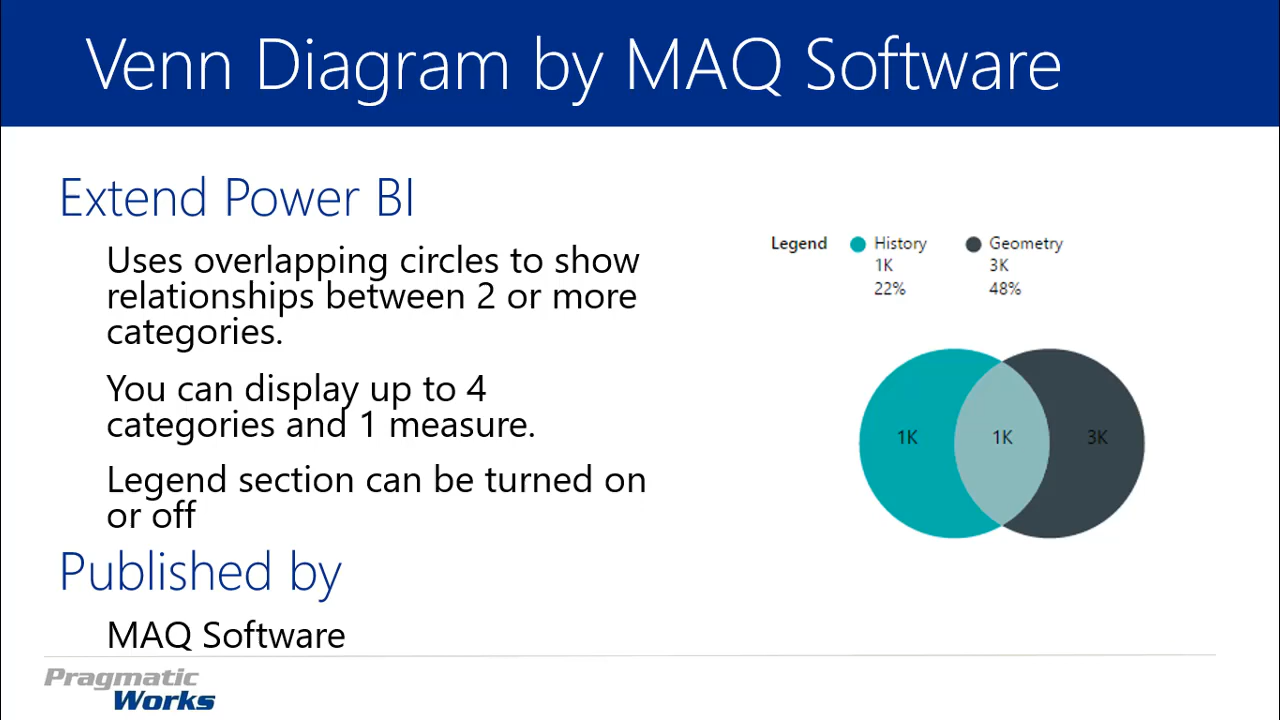 Venn Diagram by MAQ Software
Extend Power BI
Uses overlapping circles to show
relationships between 2 or more
categories.
You can display up to 4
categories and 1 measure.
Legend section can be turned on
or off
Published by
MAQ Software
Legend History Geometry
1K 3K
22% 48%
1K 1K 3K
Pragmatic
Works